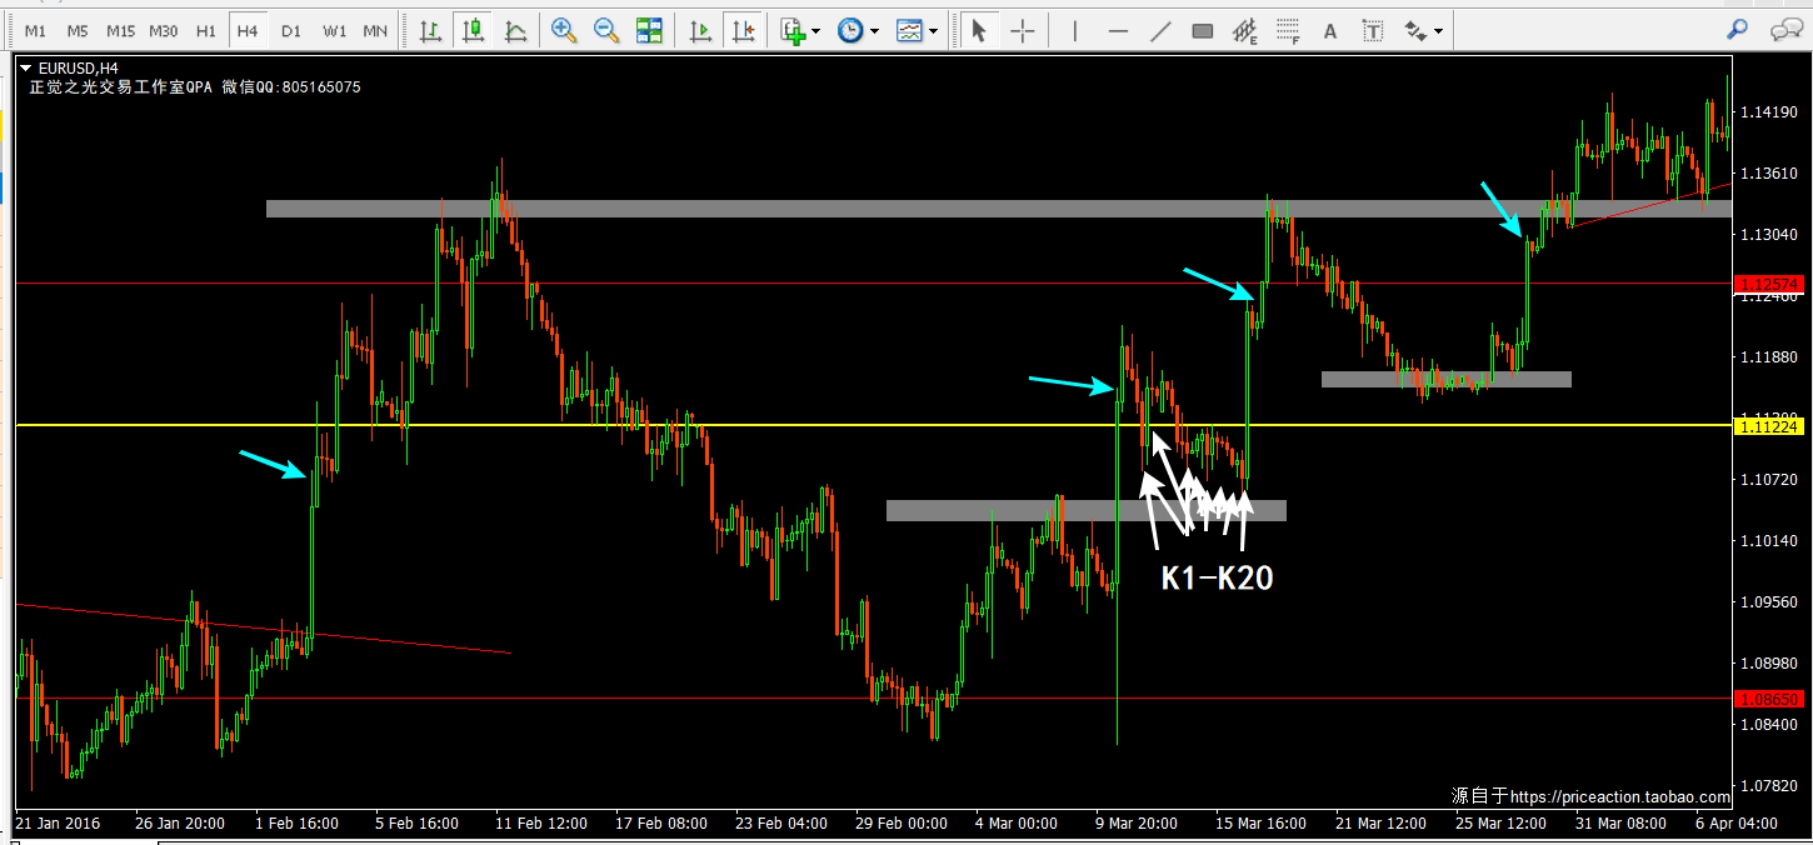 M1 M5 M15 M30 H1 H4 D1 W1 MN E F A T
EURUSD,H4
正觉之光交易工作室QPA 微信QQ:805165075
1.14190
1.13610
1.13040
1.12574
1.11880
1.11224
1.10720
1.10140
K1-K20
1.09560
1.08980
1.08650
1.08400
1.07820
源自于https://priceaction.taobao.com
21 Jan 2016 26 Jan 20:00 1 Feb 16:00 5 Feb 16:00 11 Feb 12:00 17 Feb 08:00 23 Feb 04:00 29 Feb 00:00 4 Mar 00:00 9 Mar 20:00 15 Mar 16:00 21 Mar 12:00 25 Mar 12:00 31 Mar 08:00 6 Apr 04:00